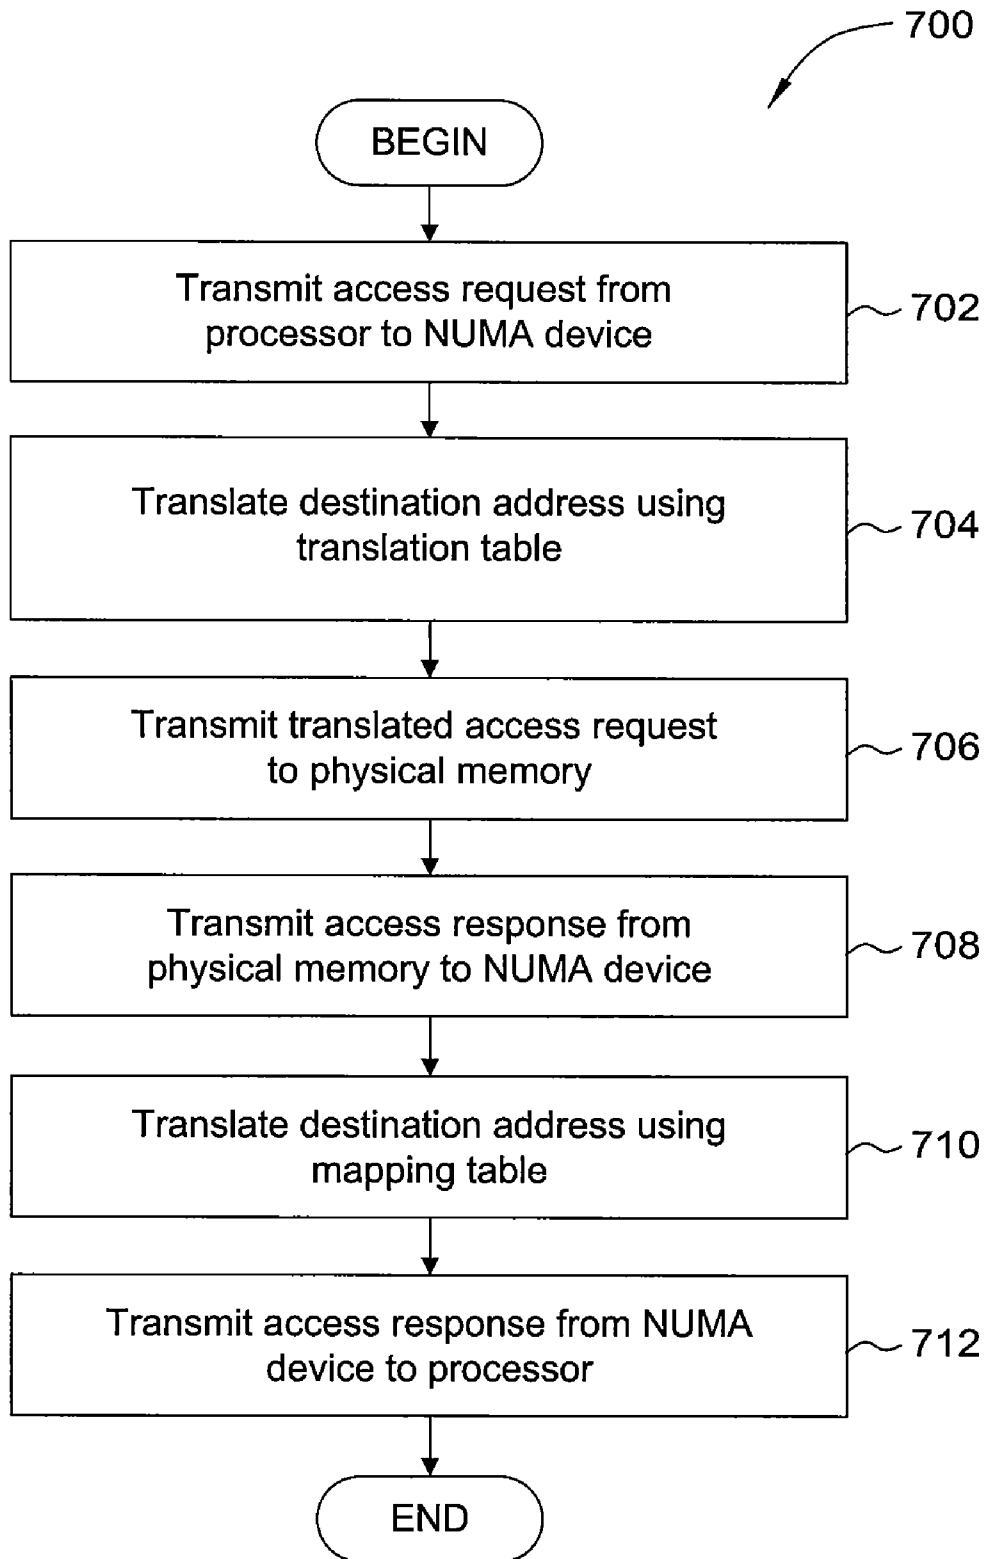 700
BEGIN
Transmit access request from
processor to NUMA device
702
Translate destination address using
translation table
704
Transmit translated access request
to physical memory
706
Transmit access response from
physical memory to NUMA device
708
Translate destination address using
mapping table
710
Transmit access response from NUMA
device to processor
712
END